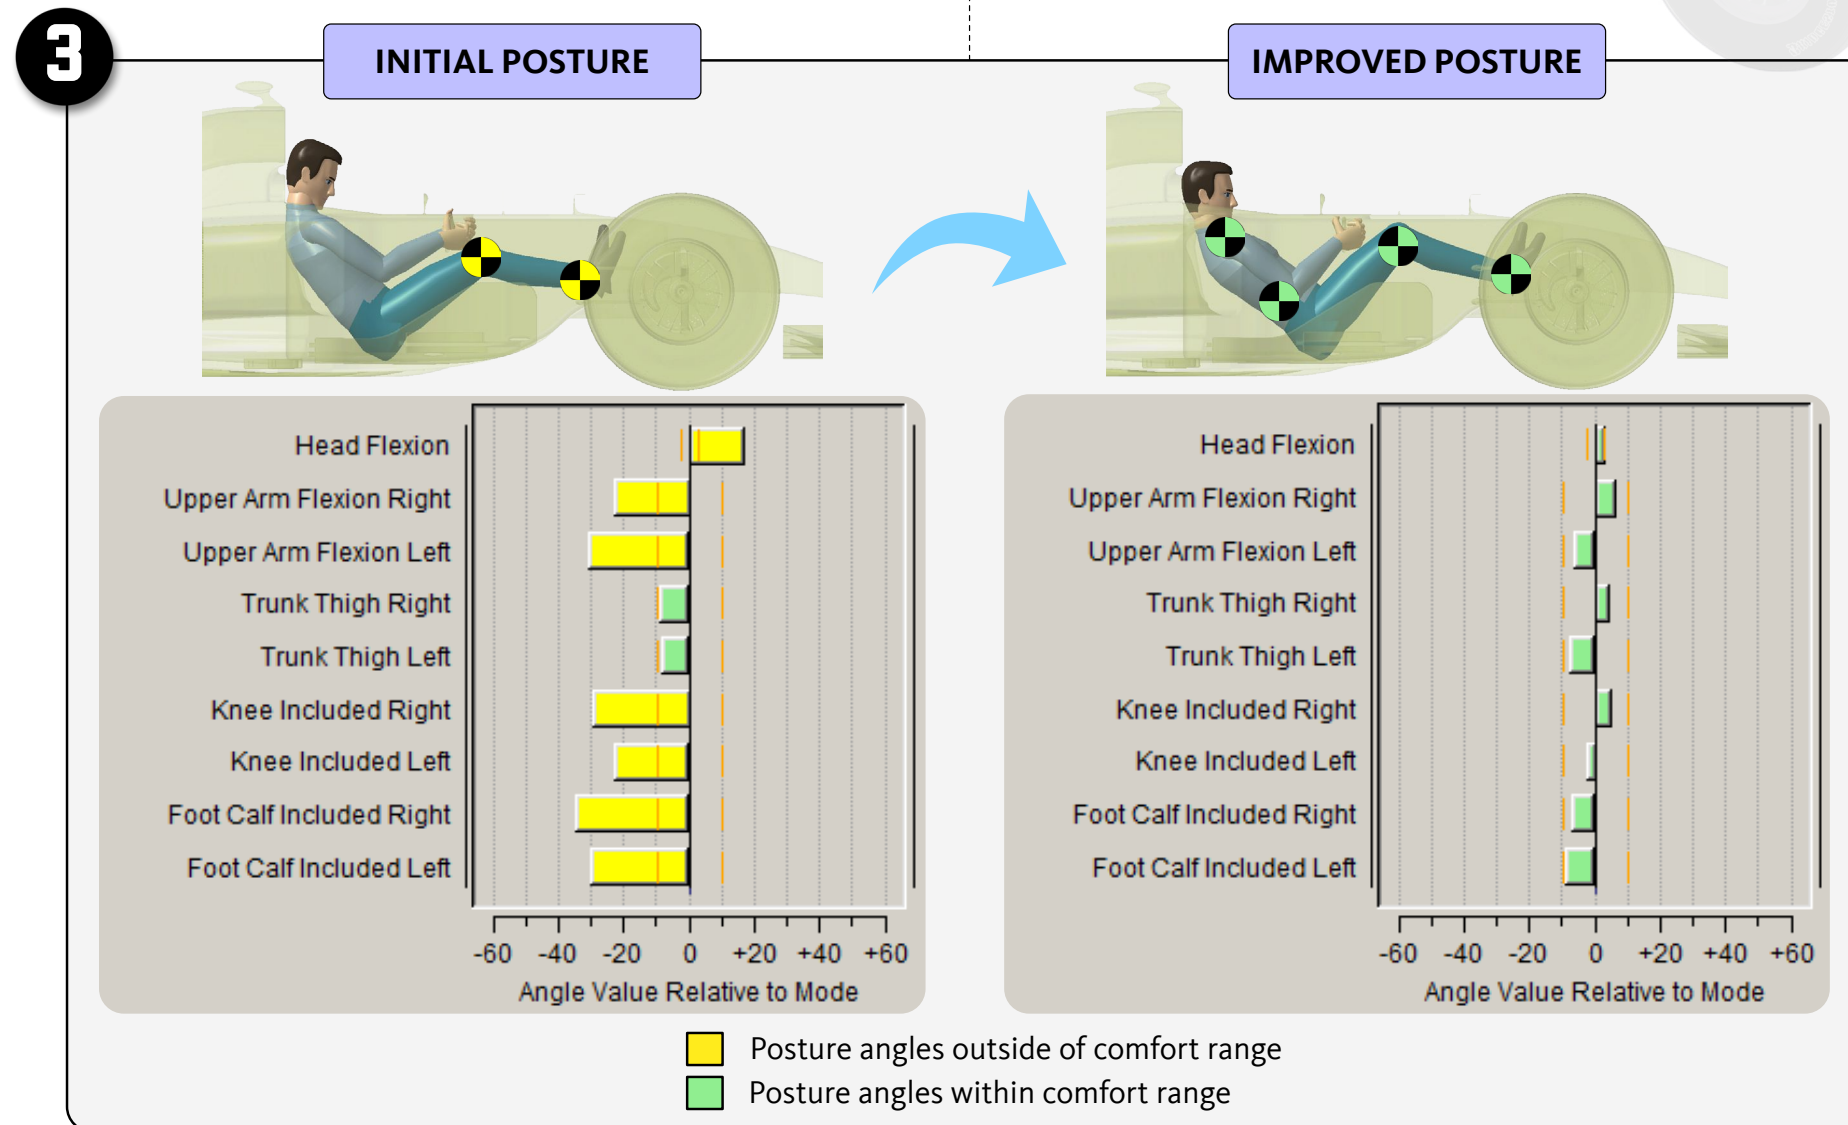 3
INITIAL POSTURE
IMPROVED POSTURE
Head Flexion
Upper Arm Flexion Right
Upper Arm Flexion Left
Trunk Thigh Right
Trunk Thigh Left
Knee Included Right
Knee Included Left
Foot Calf Included Right
Foot Calf Included Left
-60 -40 -20 0 +20 +40 +60
Angle Value Relative to Mode
Head Flexion
Upper Arm Flexion Right
Upper Arm Flexion Left
Trunk Thigh Right
Trunk Thigh Left
Knee Included Right
Knee Included Left
Foot Calf Included Right
Foot Calf Included Left
-60 -40 -20 0 +20 +40 +60
Angle Value Relative to Mode
Posture angles outside of comfort range
Posture angles within comfort range